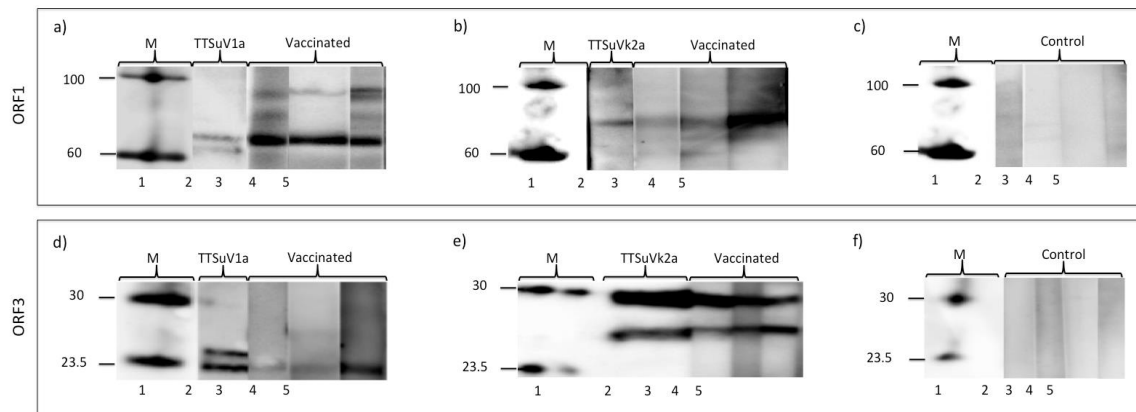 ORF1
a)
M TTSuV1a Vaccinated
100
60
1 2 3 4 5
b)
M TTSuVk2a Vaccinated
100
60
1 2 3 4 5
c)
M Control
100
60
1 2 3 4 5
ORF3
d)
M TTSuV1a Vaccinated
30
23.5
1 2 3 4 5
e)
M TTSuVk2a Vaccinated
30
23.5
1 2 3 4 5
f)
M Control
30
23.5
1 2 3 4 5